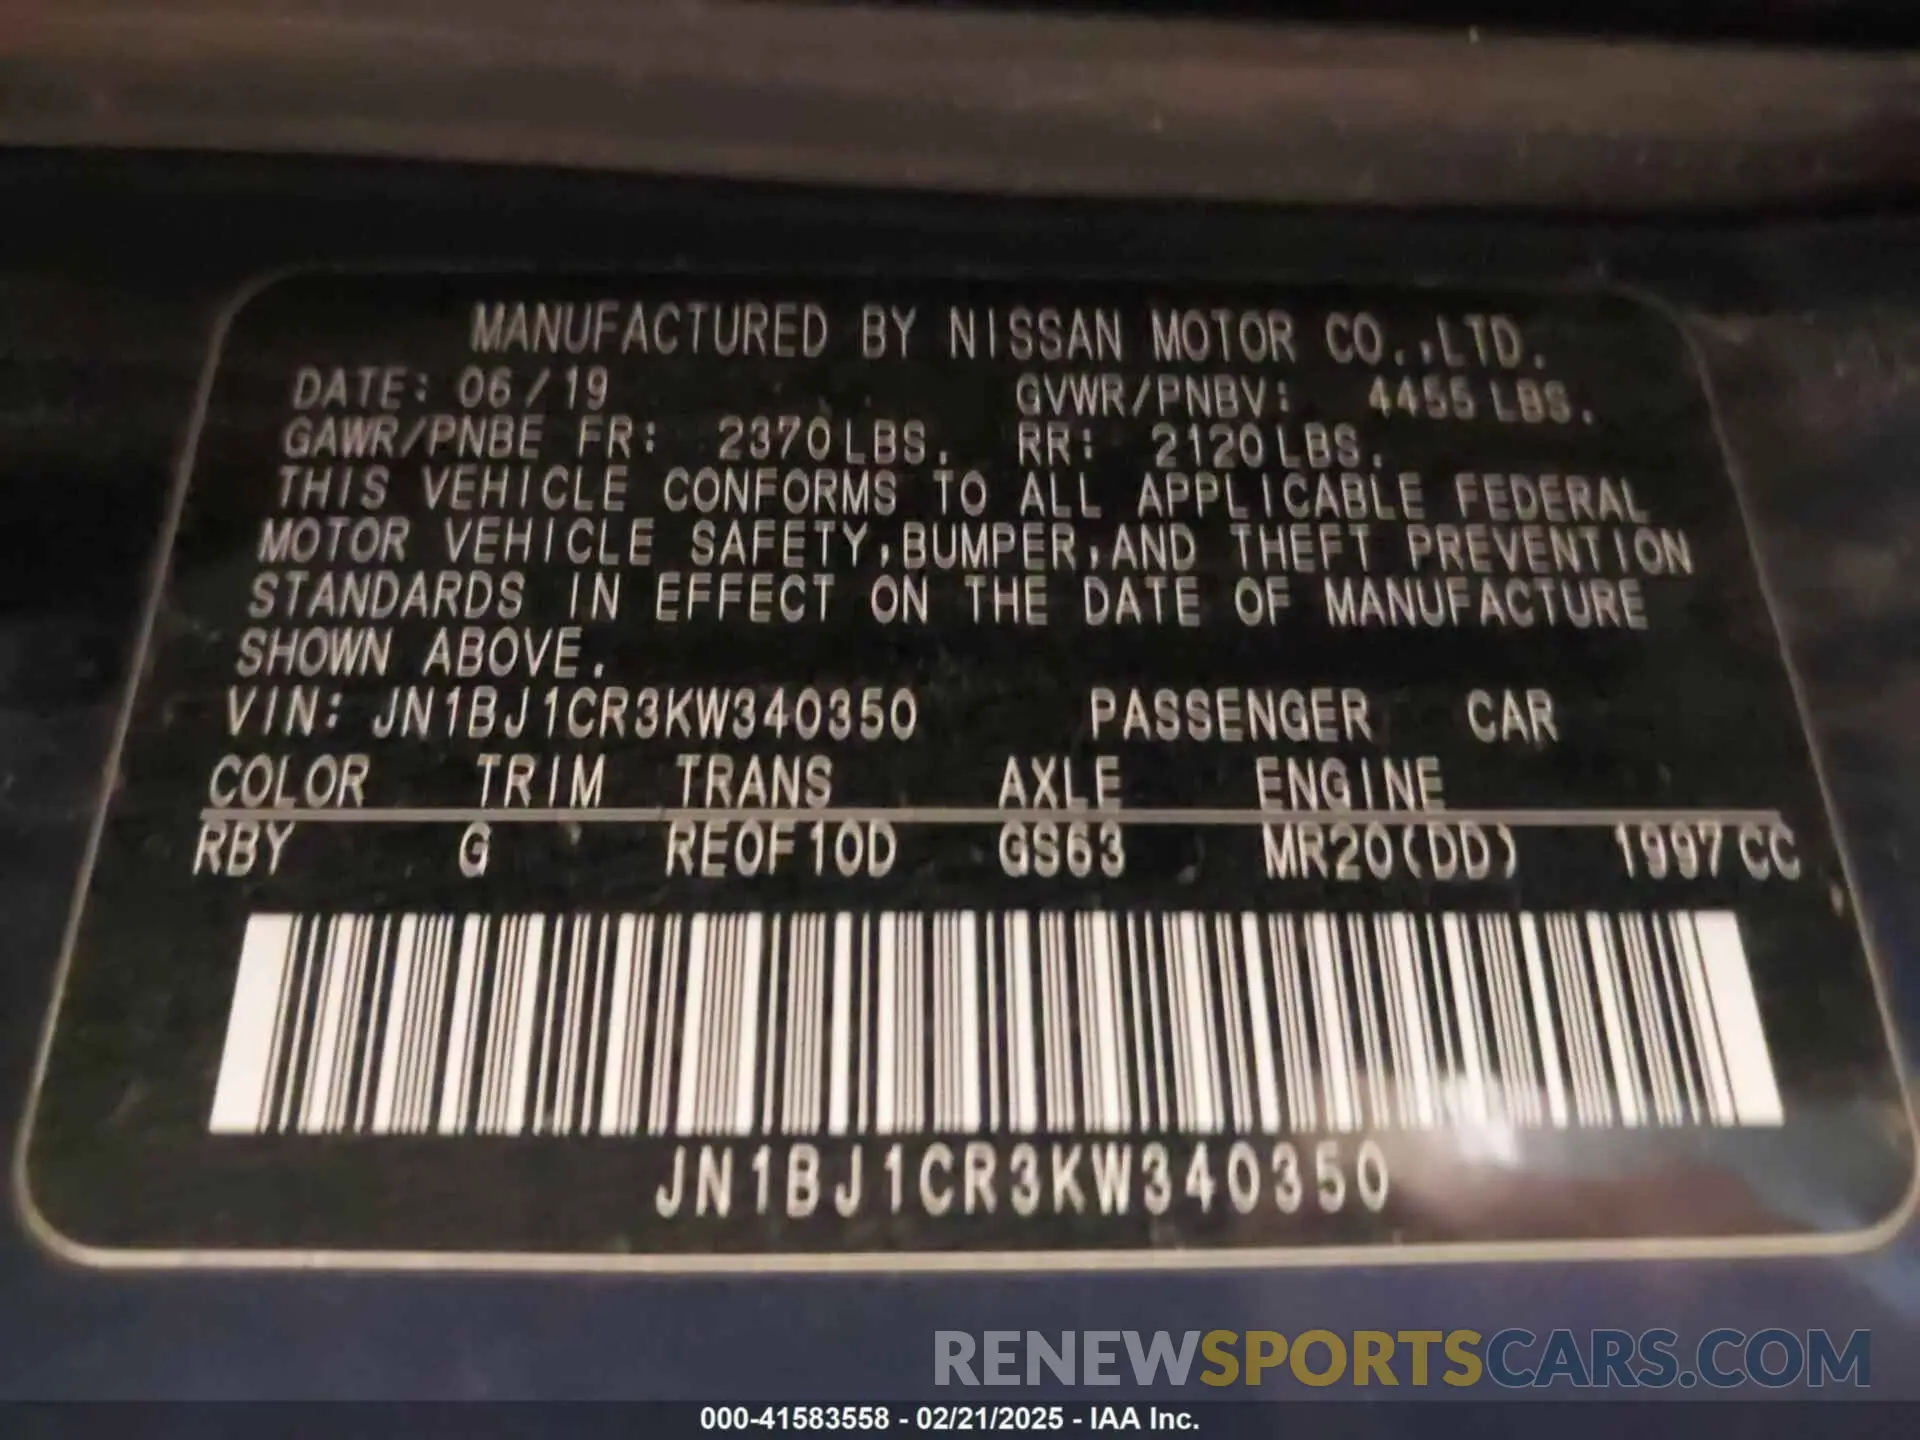 MANUFACTURED BY NISSAN MOTOR CO.,LTD.
DATE: 06/19 GVWR/PNBV: 4455 LBS.
GAWR/PNBE FR: 2370LBS. RR: 2120LBS.
THIS VEHICLE CONFORMS TO ALL APPLICABLE FEDERAL
MOTOR VEHICLE SAFETY,BUMPER,AND THEFT PREVENTION
STANDARDS IN EFFECT ON THE DATE OF MANUFACTURE
SHOWN ABOVE.
VIN: JN1BJ1CR3KW340350 PASSENGER CAR
COLOR TRIM TRANS AXLE ENGINE
RBY G RE0F10D GS63 MR20(DD) 1997CC
JN1BJ1CR3KW340350
RENEWSPORTSCARS.COM
000-41583558 - 02/21/2025 - IAA Inc.